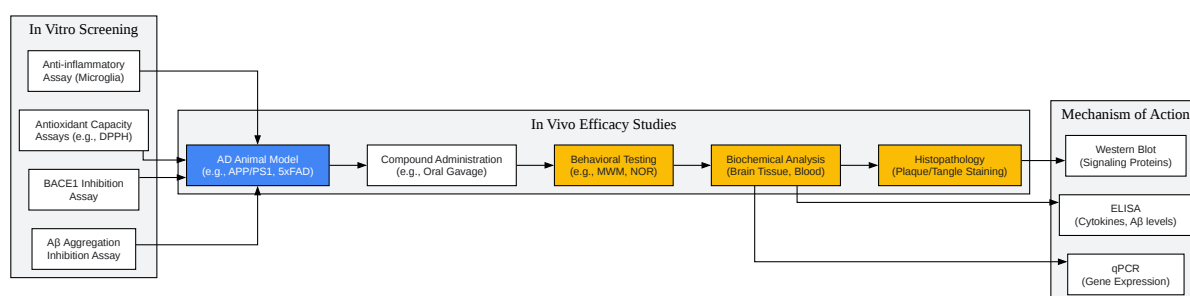 In Vitro Screening
Anti-inflammatory
Assay (Microglia)
Antioxidant Capacity
Assays (e.g., DPPH)
BACE1 Inhibition
Assay
Aβ Aggregation
Inhibition Assay
In Vivo Efficacy Studies
AD Animal Model
(e.g., APP/PS1, 5xFAD)
Compound Administration
(e.g., Oral Gavage)
Behavioral Testing
(e.g., MWM, NOR)
Biochemical Analysis
(Brain Tissue, Blood)
Histopathology
(Plaque/Tangle Staining)
Mechanism of Action
Western Blot
(Signaling Proteins)
ELISA
(Cytokines, Aβ levels)
qPCR
(Gene Expression)